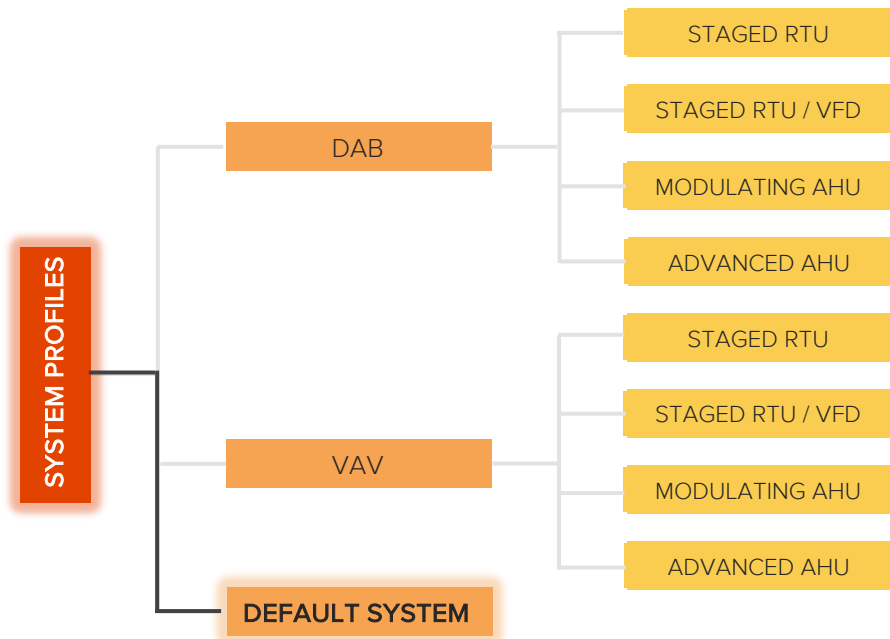 SYSTEM PROFILES
DAB
STAGED RTU
STAGED RTU / VFD
MODULATING AHU
ADVANCED AHU
VAV
STAGED RTU
STAGED RTU / VFD
MODULATING AHU
ADVANCED AHU
DEFAULT SYSTEM